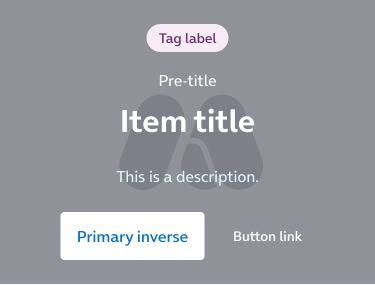 Tag label
Pre-title
Item title
This is a description.
Primary inverse
Button link